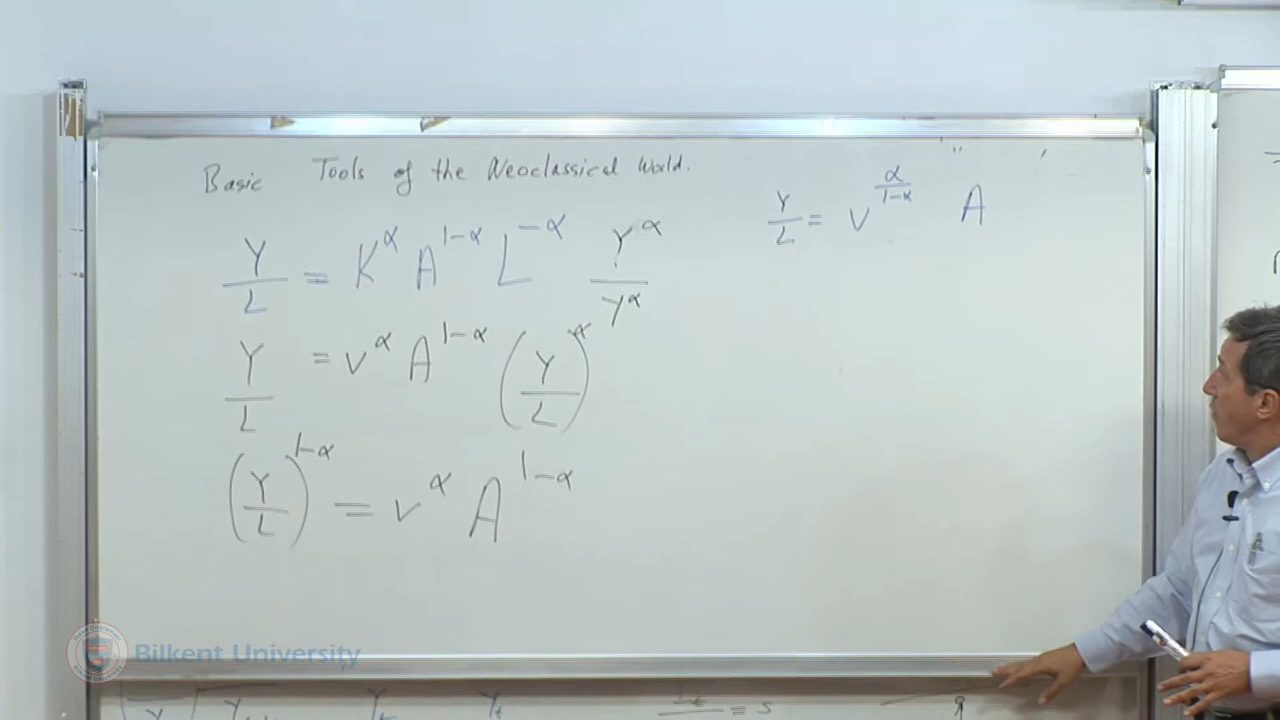 Basic Tools of the Neoclassical World.
Y/L = K^α A^{1-α} L^{-α} Y^α/Y^α
Y/L = v^α A^{1-α} (Y/L)^α
(Y/L)^{1-α} = v^α A^{1-α}
Y/L = v^{α/(1-α)} A
Bilkent University
= s